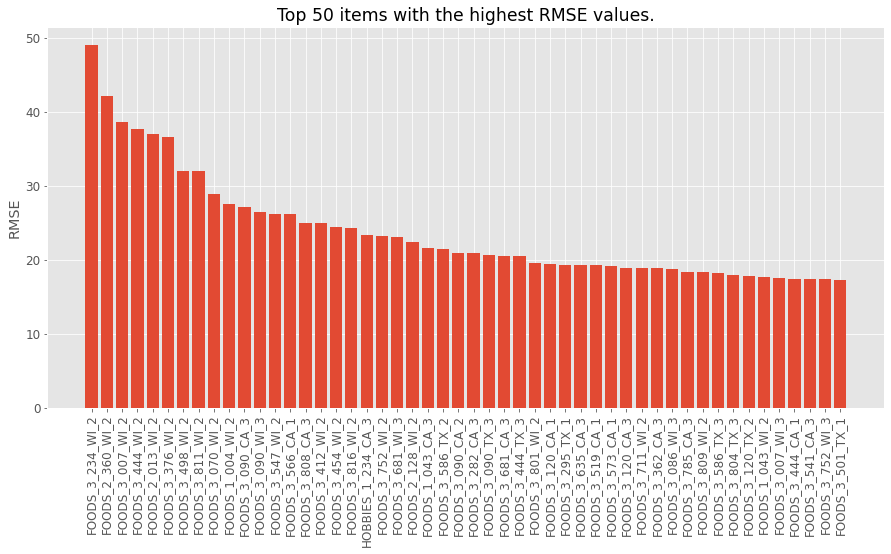 Top 50 items with the highest RMSE values.
RMSE
50
40
30
20
10
0
FOODS_3_234_WI_2
FOODS_2_360_WI_2
FOODS_3_007_WI_2
FOODS_3_444_WI_2
FOODS_2_013_WI_2
FOODS_3_376_WI_2
FOODS_3_498_WI_2
FOODS_3_811_WI_2
FOODS_3_070_WI_2
FOODS_1_004_WI_2
FOODS_3_090_CA_3
FOODS_3_090_WI_3
FOODS_3_547_WI_2
FOODS_3_566_CA_1
FOODS_3_808_CA_3
FOODS_3_412_WI_2
FOODS_3_454_WI_2
FOODS_3_816_WI_2
HOBBIES_1_234_CA_3
FOODS_3_752_WI_2
FOODS_3_681_WI_3
FOODS_2_128_WI_2
FOODS_1_043_CA_3
FOODS_3_586_TX_2
FOODS_3_090_CA_2
FOODS_3_282_CA_3
FOODS_3_090_TX_3
FOODS_3_681_CA_3
FOODS_3_444_TX_3
FOODS_3_801_WI_2
FOODS_3_120_CA_1
FOODS_3_295_TX_1
FOODS_3_635_CA_3
FOODS_3_519_CA_1
FOODS_3_573_CA_1
FOODS_3_120_CA_3
FOODS_3_711_WI_2
FOODS_3_362_CA_3
FOODS_3_086_WI_3
FOODS_3_785_CA_3
FOODS_3_809_WI_2
FOODS_3_586_TX_3
FOODS_3_804_TX_3
FOODS_3_120_TX_2
FOODS_1_043_WI_2
FOODS_3_007_WI_3
FOODS_3_444_CA_1
FOODS_3_541_CA_3
FOODS_3_752_WI_3
FOODS_3_501_TX_1